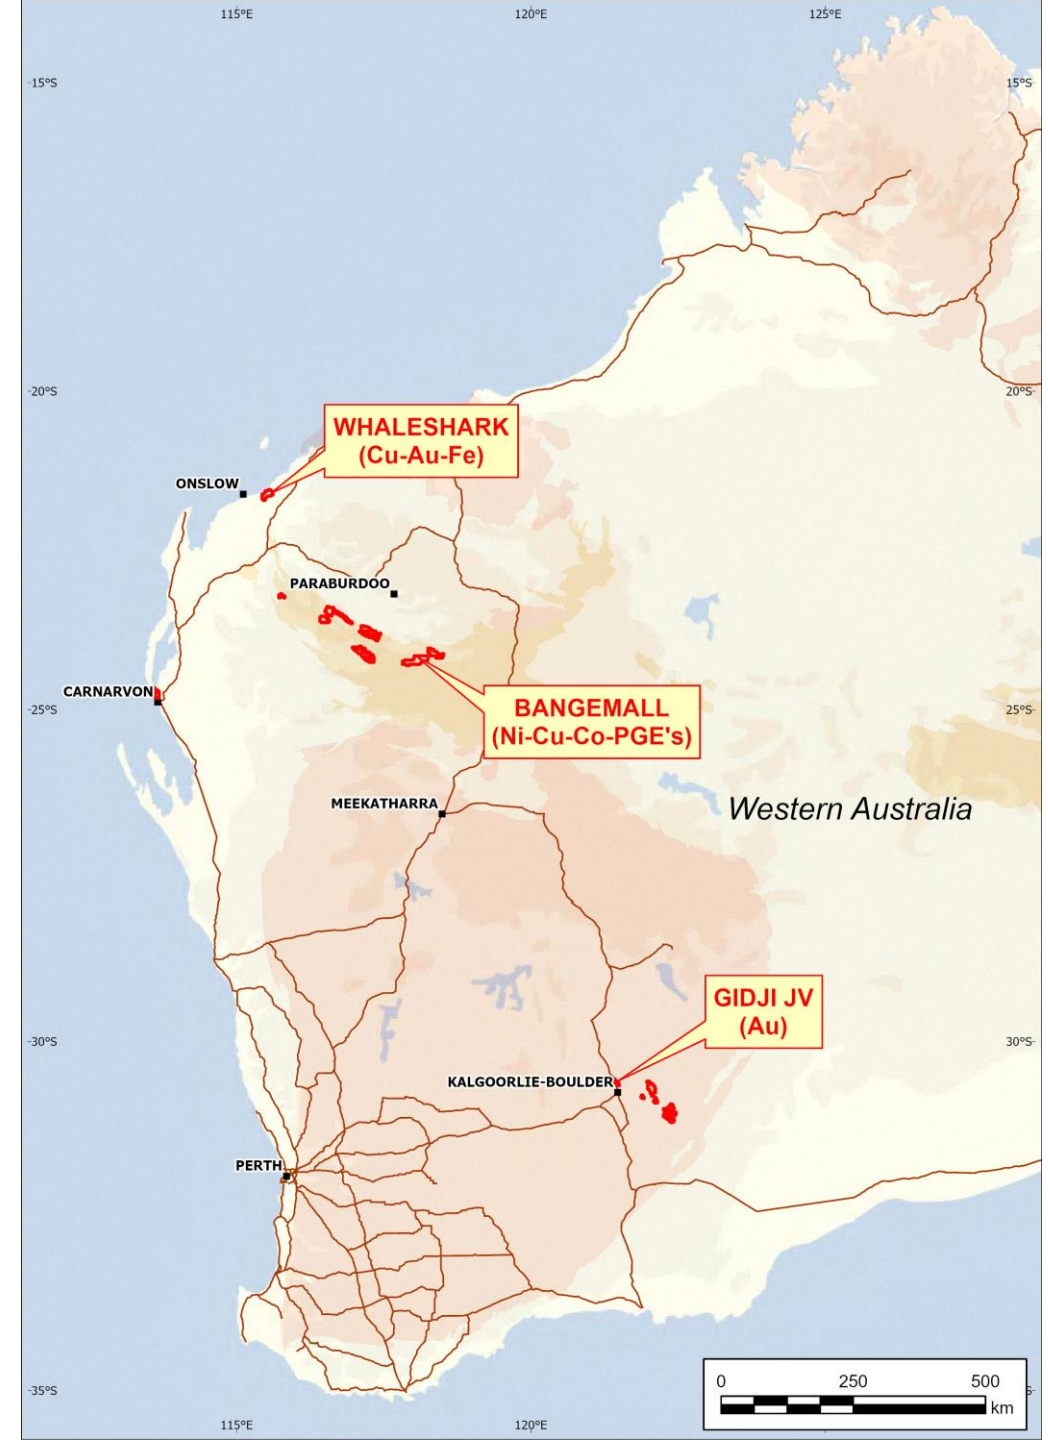 115°E 120°E 125°E
15°S 15°S
20°S 20°S
WHALESHARK
(Cu-Au-Fe)
ONSLOW
PARABURDOO
CARNARVON
25°S 25°S
BANGEMALL
(Ni-Cu-Co-PGE's)
MEEKATHARRA
Western Australia
GIDJI JV
(Au)
30°S 30°S
KALGOORLIE-BOULDER
PERTH
0 250 500
km
35°S S
115°E 120°E